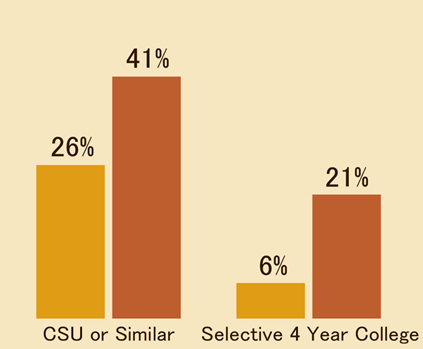 41%
26%
21%
6%
CSU or Similar
Selective 4 Year College